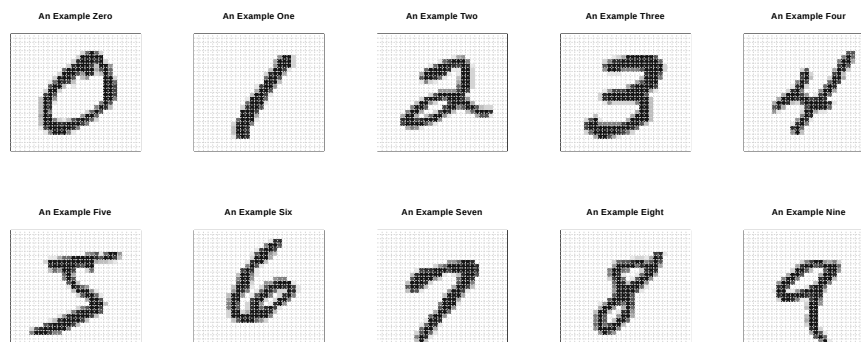 An Example Zero
An Example One
An Example Two
An Example Three
An Example Four
0
1
2
3
4
An Example Five
An Example Six
An Example Seven
An Example Eight
An Example Nine
5
6
7
8
9